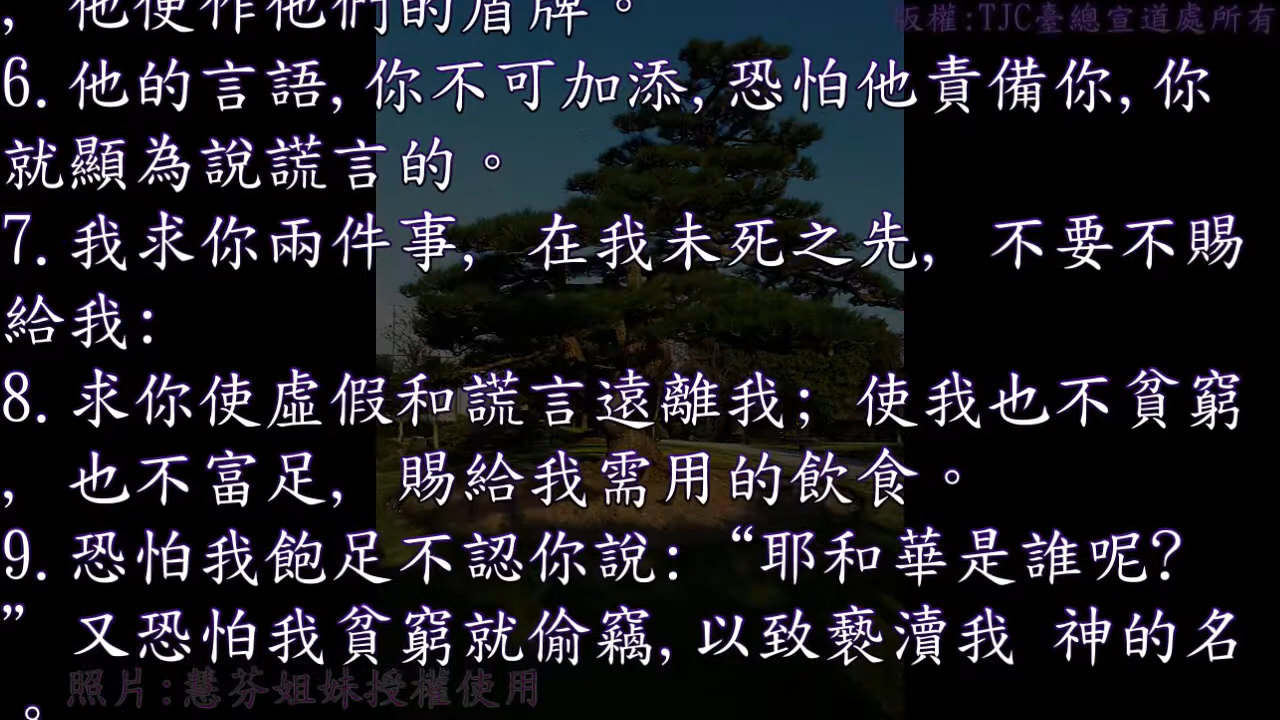 , 他便作他們的盾牌。
版權:TJC臺總宣道處所有
6. 他的言語,你不可加添,恐怕他責備你,你
就顯為說謊言的。
7. 我求你兩件事, 在我未死之先, 不要不賜
給我:
8. 求你使虛假和謊言遠離我; 使我也不貧窮
, 也不富足, 賜給我需用的飲食。
9. 恐怕我飽足不認你說: “耶和華是誰呢?
” 又恐怕我貧窮就偷竊,以致褻瀆我 神的名
。
照片:慧芬姐妹授權使用